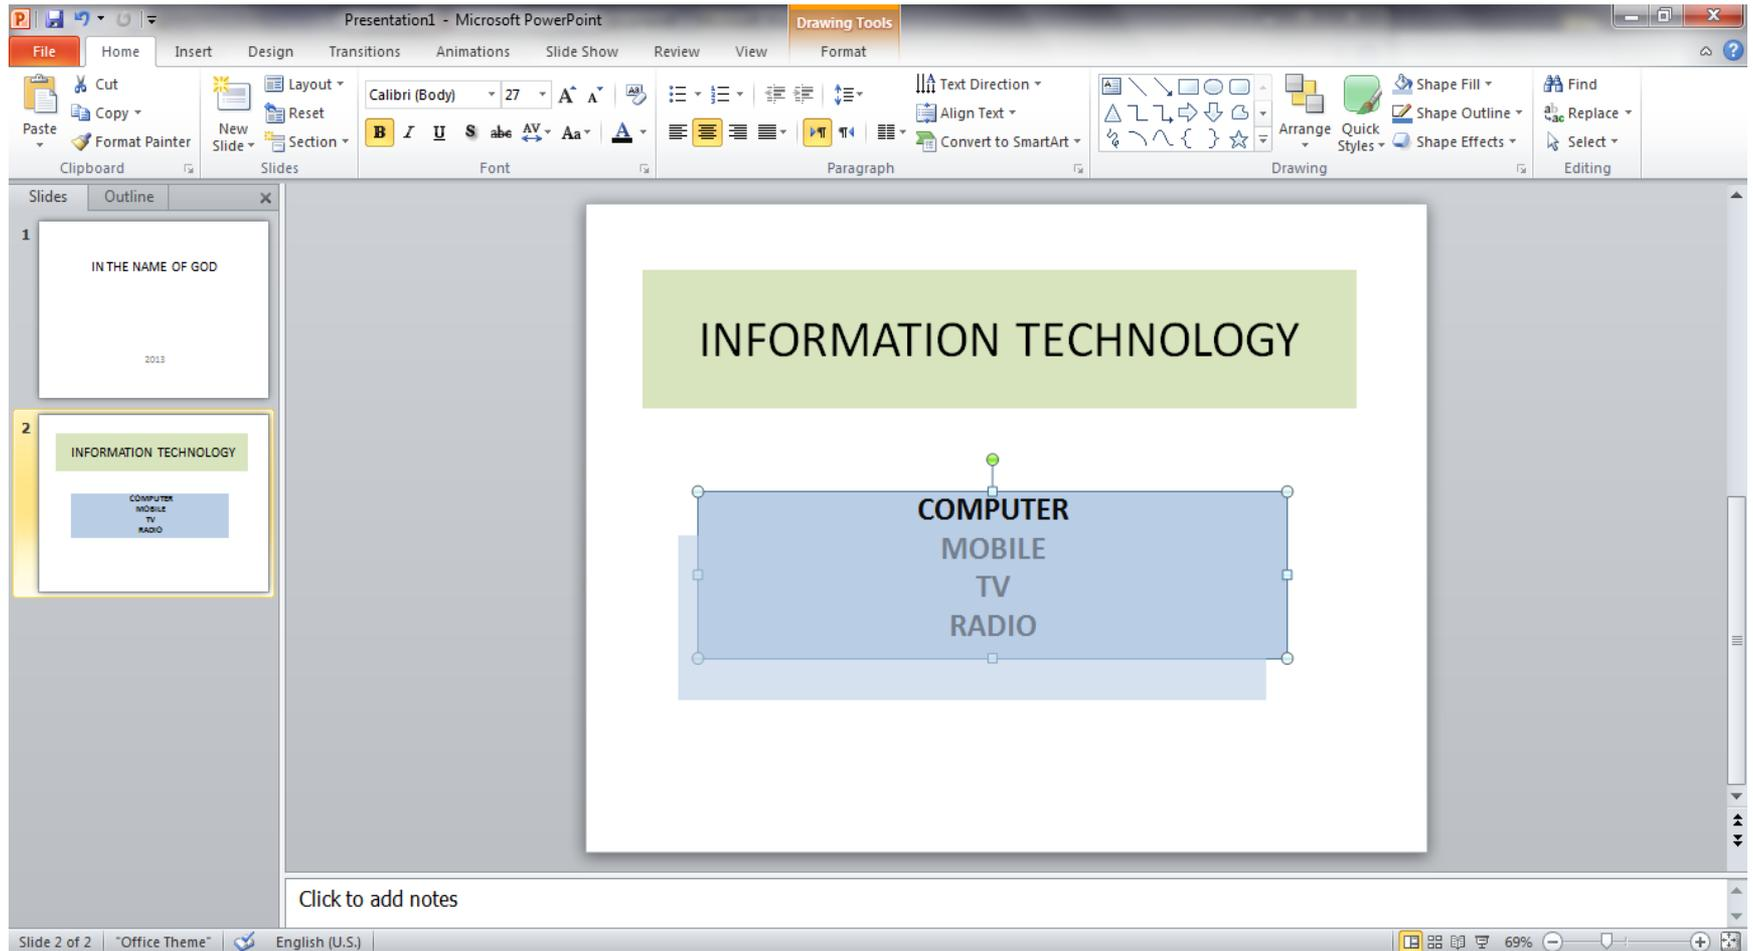 Presentation1 - Microsoft PowerPoint
Drawing Tools
File Home Insert Design Transitions Animations Slide Show Review View Format
Paste
Cut
Copy
Format Painter
Clipboard
New Slide
Layout
Reset
Section
Slides
Calibri (Body) 27
B I U S abc AV Aa A
Font
Text Direction
Align Text
Convert to SmartArt
Paragraph
Arrange
Quick Styles
Shape Fill
Shape Outline
Shape Effects
Drawing
Find
Replace
Select
Editing
Slides Outline
1
IN THE NAME OF GOD
2013
2
INFORMATION TECHNOLOGY
COMPUTER
MOBILE
TV
RADIO
INFORMATION TECHNOLOGY
COMPUTER
MOBILE
TV
RADIO
Click to add notes
Slide 2 of 2 "Office Theme" English (U.S.) 69%